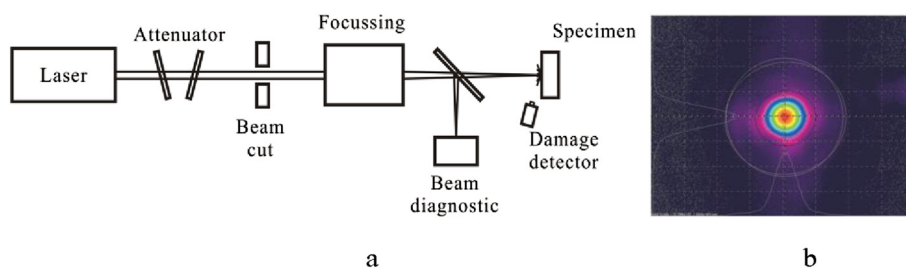 Laser
Attenuator
Beam
cut
Focussing
Beam
diagnostic
Specimen
Damage
detector
a
b